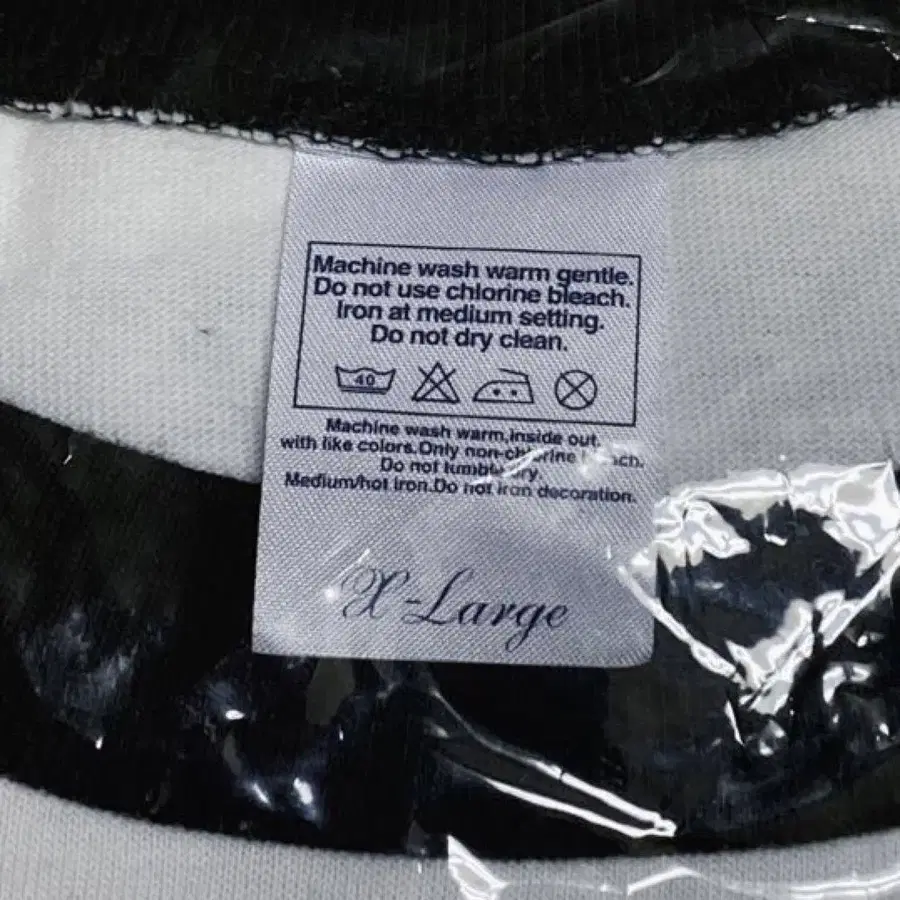 Machine wash warm gentle.
Do not use chlorine bleach.
Iron at medium setting.
Do not dry clean.
40
Machine wash warm,inside out,
with like colors.Only non-chlorine bleach.
Do not tumble dry.
Medium/hot iron.Do not iron decoration.
X-Large